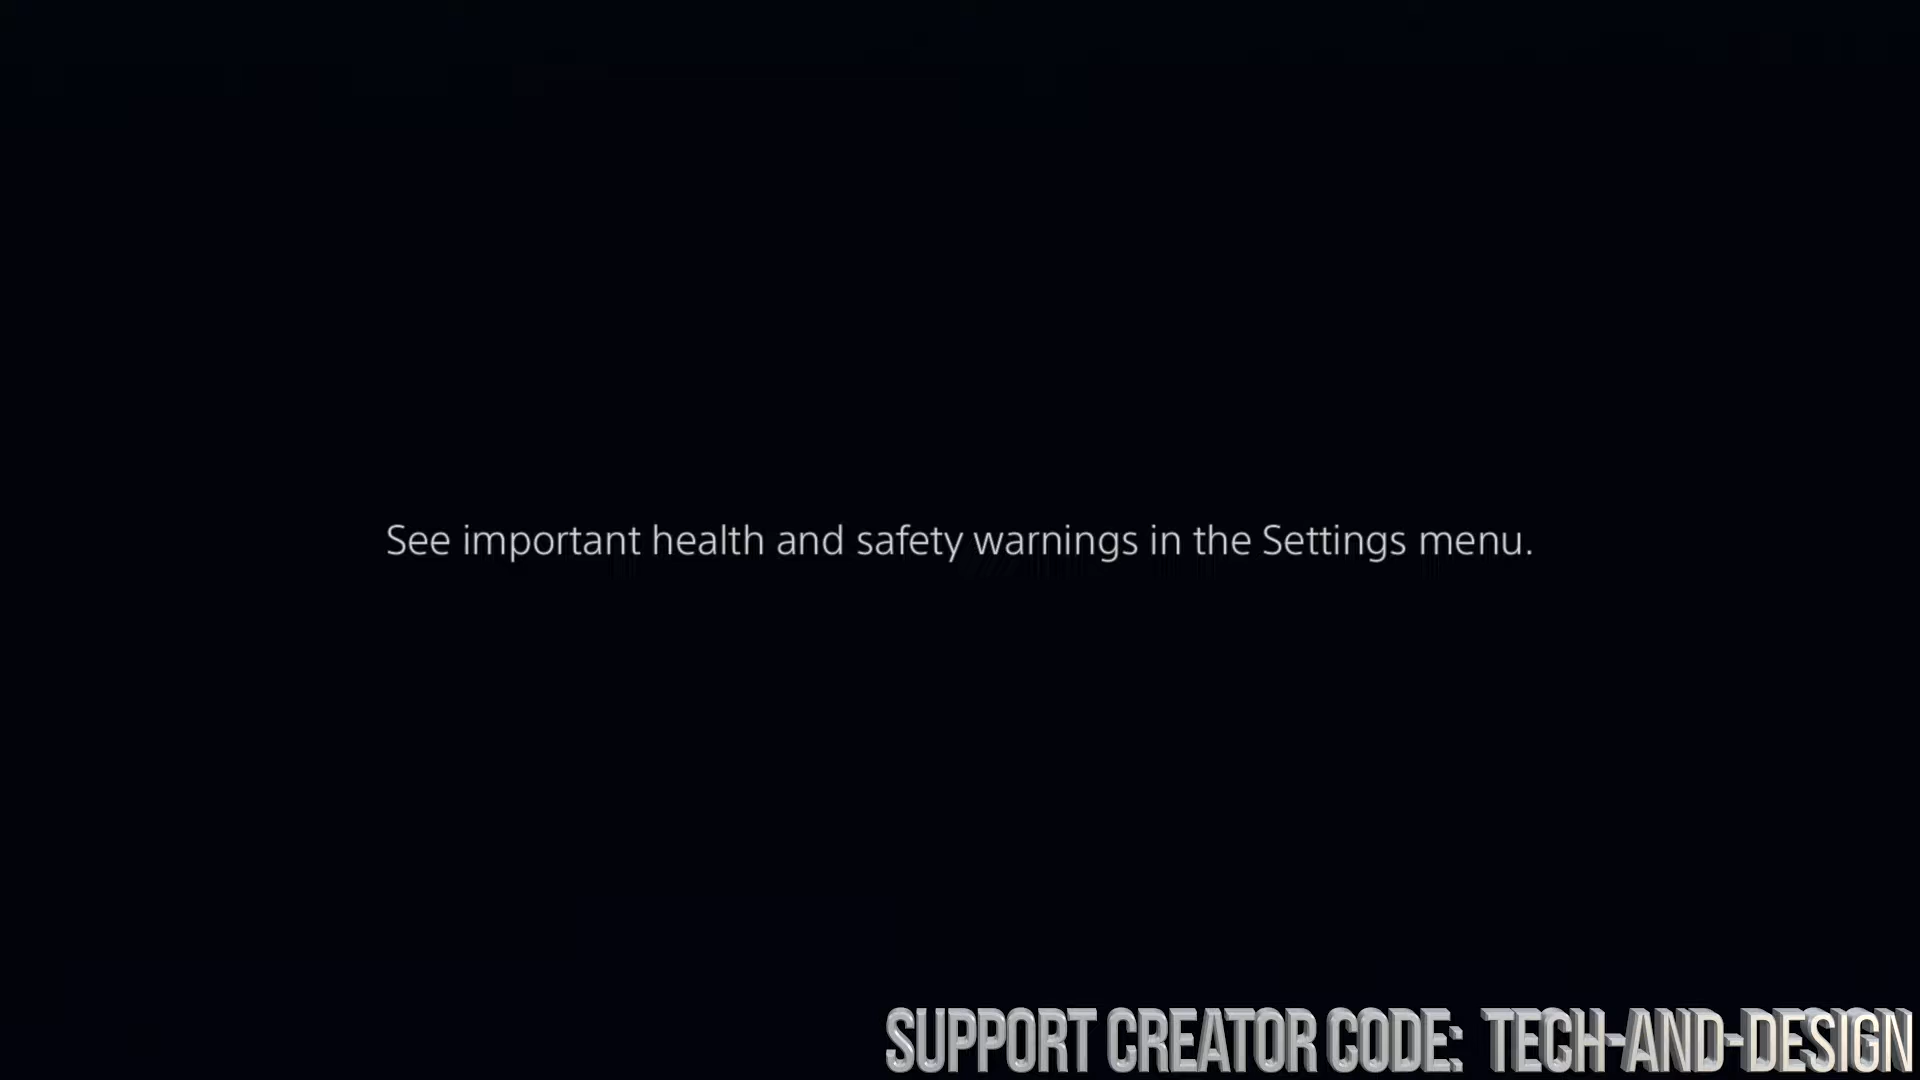 See important health and safety warnings in the Settings menu.
SUPPORT CREATOR CODE: TECH-AND-DESIGN